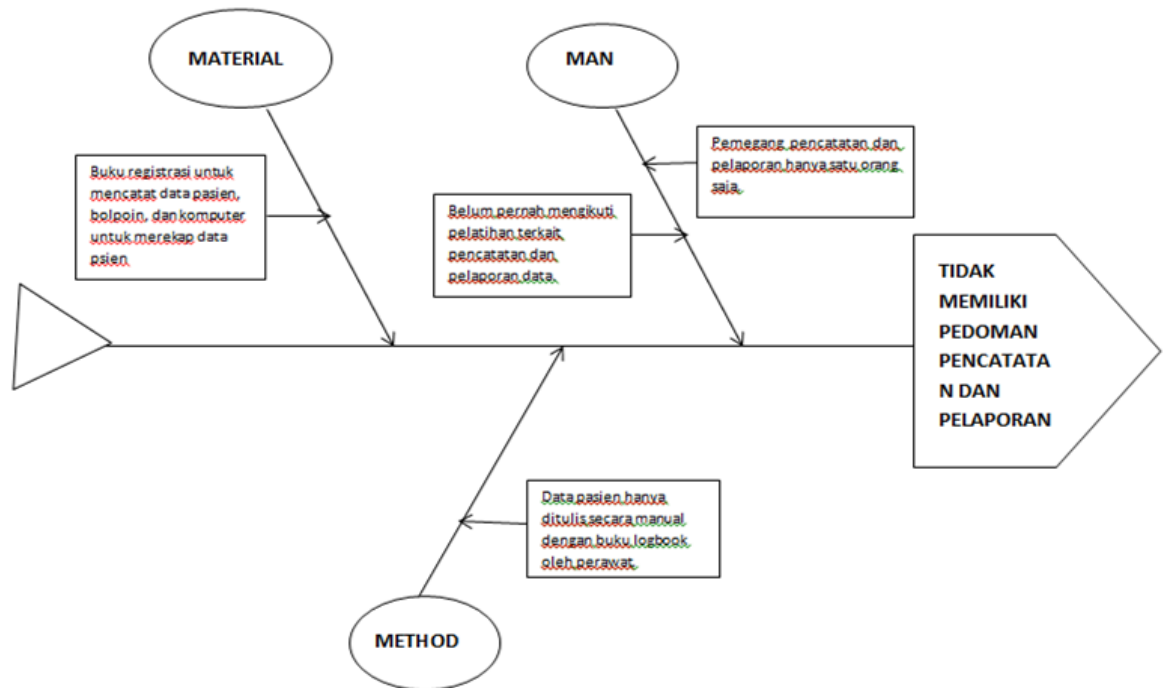 MATERIAL
MAN
Pemegang pencatatan dan
pelaporan hanya satu orang
saja.
Buku registrasi untuk
mencatat data pasien,
bolpoin, dan komputer
untuk merekap data
psien
Belum pernah mengikuti
pelatihan terkait
pencatatan dan
pelaporan data.
TIDAK
MEMILIKI
PEDOMAN
PENCATATA
N DAN
PELAPORAN
Data pasien hanya
ditulis secara manual
dengan buku logbook
oleh perawat.
METHOD